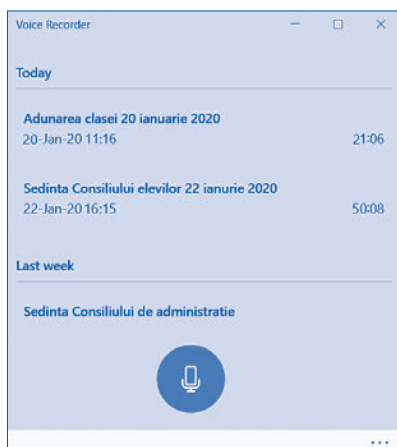 Voice Recorder
Today
Adunarea clasei 20 ianuarie 2020
20-Jan-20 11:16
21:06
Sedinta Consiliului elevilor 22 ianurie 2020
22-Jan-20 16:15
50:08
Last week
Sedinta Consiliului de administratie